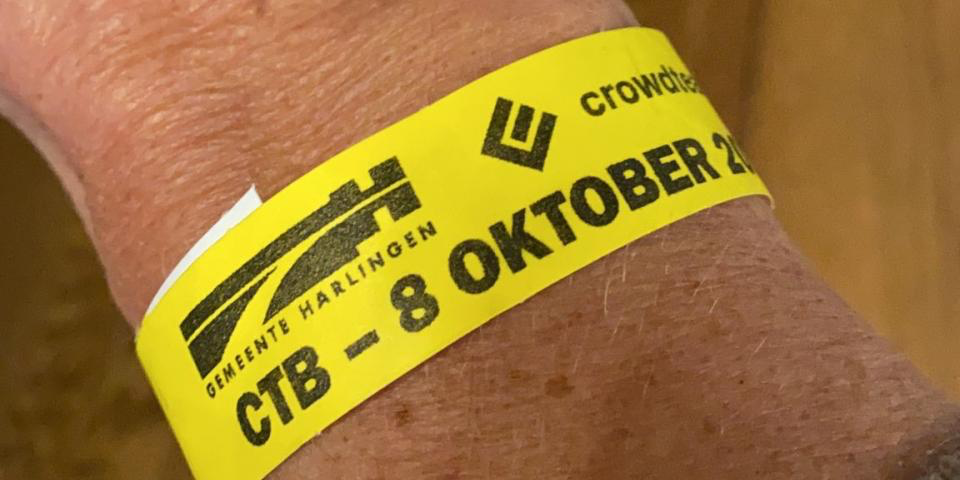 GEMEENTE HARLINGEN
CTB - 8 OKTOBER